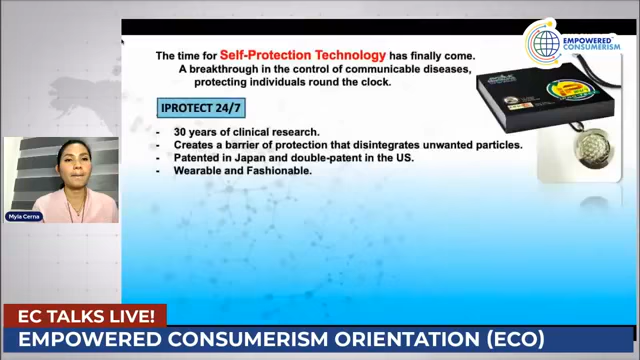 EMPOWERED
CONSUMERISM
The time for Self-Protection Technology has finally come.
A breakthrough in the control of communicable diseases,
protecting individuals round the clock.
IPROTECT 24/7
- 30 years of clinical research.
- Creates a barrier of protection that disintegrates unwanted particles.
- Patented in Japan and double-patent in the US.
- Wearable and Fashionable.
Myla Cerna
EC TALKS LIVE!
EMPOWERED CONSUMERISM ORIENTATION (ECO)